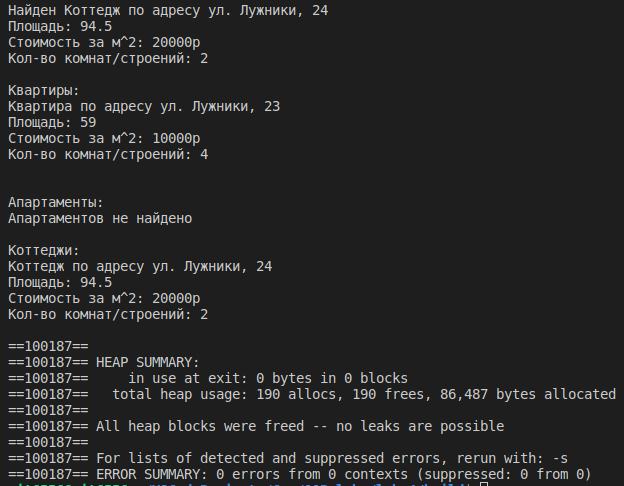 Найден Коттедж по адресу ул. Лужники, 24
Площадь: 94.5
Стоимость за м^2: 20000р
Кол-во комнат/строений: 2
Квартиры:
Квартира по адресу ул. Лужники, 23
Площадь: 59
Стоимость за м^2: 10000р
Кол-во комнат/строений: 4
Апартаменты:
Апартаментов не найдено
Коттеджи:
Коттедж по адресу ул. Лужники, 24
Площадь: 94.5
Стоимость за м^2: 20000р
Кол-во комнат/строений: 2
==100187==
==100187== HEAP SUMMARY:
==100187==     in use at exit: 0 bytes in 0 blocks
==100187==   total heap usage: 190 allocs, 190 frees, 86,487 bytes allocated
==100187==
==100187== All heap blocks were freed -- no leaks are possible
==100187==
==100187== For lists of detected and suppressed errors, rerun with: -s
==100187== ERROR SUMMARY: 0 errors from 0 contexts (suppressed: 0 from 0)